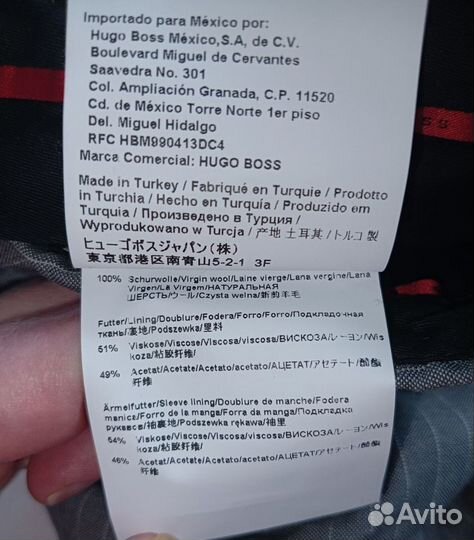 Importado para México por:
Hugo Boss México,S.A, de C.V.
Boulevard Miguel de Cervantes
Saavedra No. 301
Col. Ampliación Granada, C.P. 11520
Cd. de México Torre Norte 1er piso
Del. Miguel Hidalgo
RFC HBM990413DC4
Marca Comercial: HUGO BOSS
Made in Turkey / Fabriqué en Turquie / Prodotto
in Turchia / Hecho en Turquía / Produzido em
Turquia / Произведено в Турции /
Wyprodukowano w Turcja / 产地 土耳其 / トルコ 製
ヒューゴボスジャパン(株)
東京都港区南青山5-2-1 3F
100% Schurwolle/Virgin wool/Laine vierge/Lana vergine/Lana
Virgen/Lã Virgem/НАТУРАЛЬНАЯ
ШЕРСТЬ/ウール/Czysta welna/新剪羊毛
Futter/Lining/Doublure/Fodera/Forro/Forro/Подкладочная
ткань/裏地/Podszewka/里料
51% Viskose/Viscose/Viscose/viscosa/ВИСКОЗА/レーヨン/Wis
koza/粘胶纤维/
49% Acetat/Acetate/Acetato/acetato/АЦЕТАТ/アセテート/醋酯
纤维
Ärmelfutter/Sleeve lining/Doublure de manche/Fodera
manica/Forro de la manga/Forro da manga/Подкладка
рукавов/袖裏地/Podszewka rękawa/袖里
54% Viskose/Viscose/Viscose/viscosa/ВИСКОЗА/レーヨン/Wis
koza/粘胶纤维/
46% Acetat/Acetate/Acetato/acetato/АЦЕТАТ/アセテート/醋酯
纤维
Avito